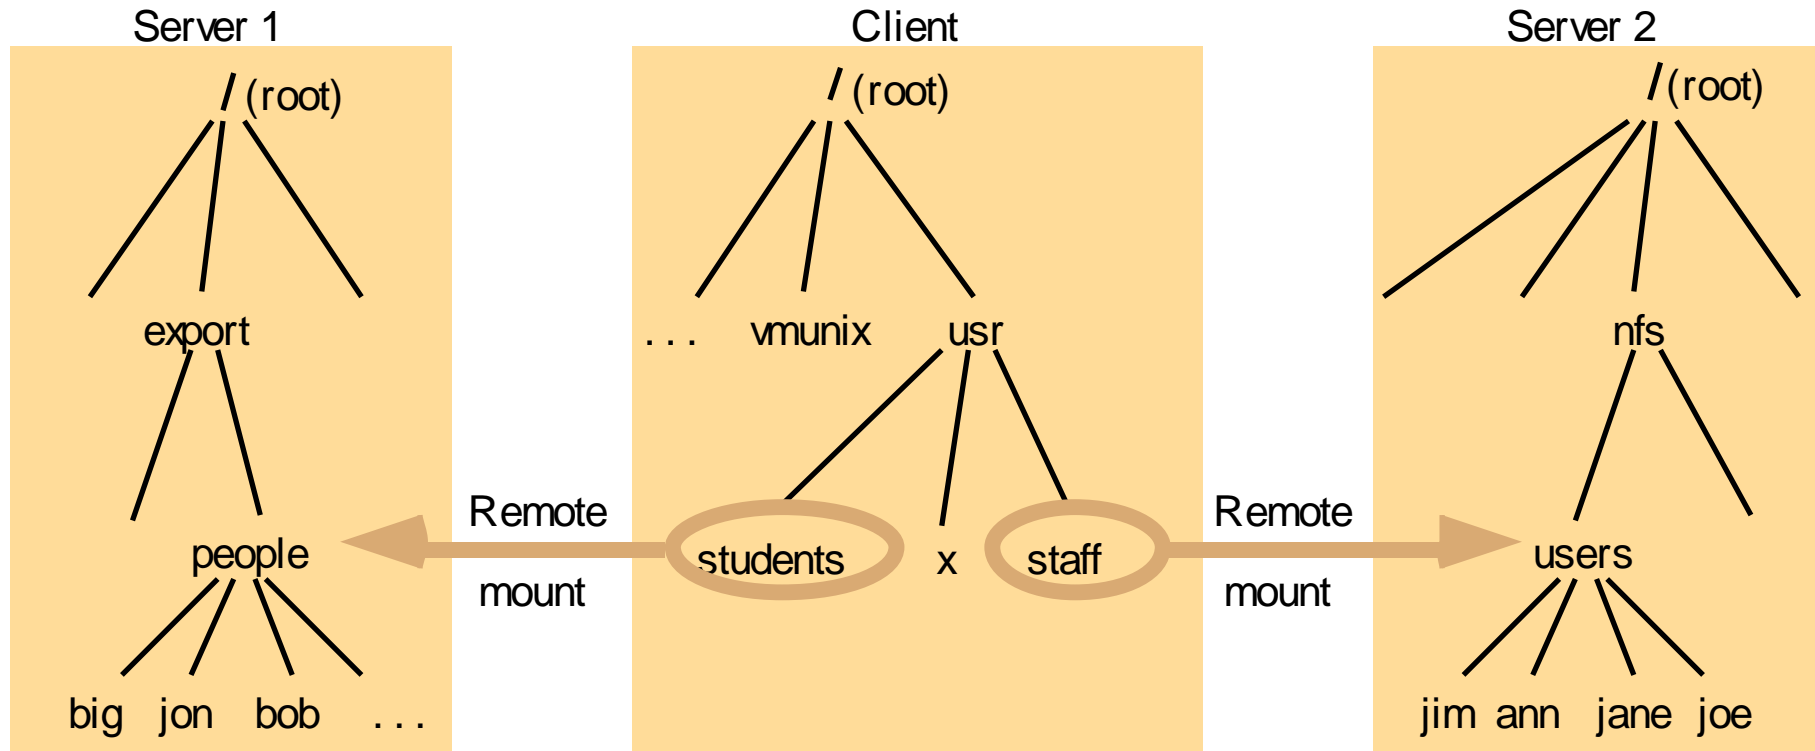 Server 1
Client
Server 2
/ (root)
/ (root)
/ (root)
export
. . . vmunix usr
nfs
people
Remote
mount
students x staff
Remote
mount
users
big jon bob . . .
jim ann jane joe